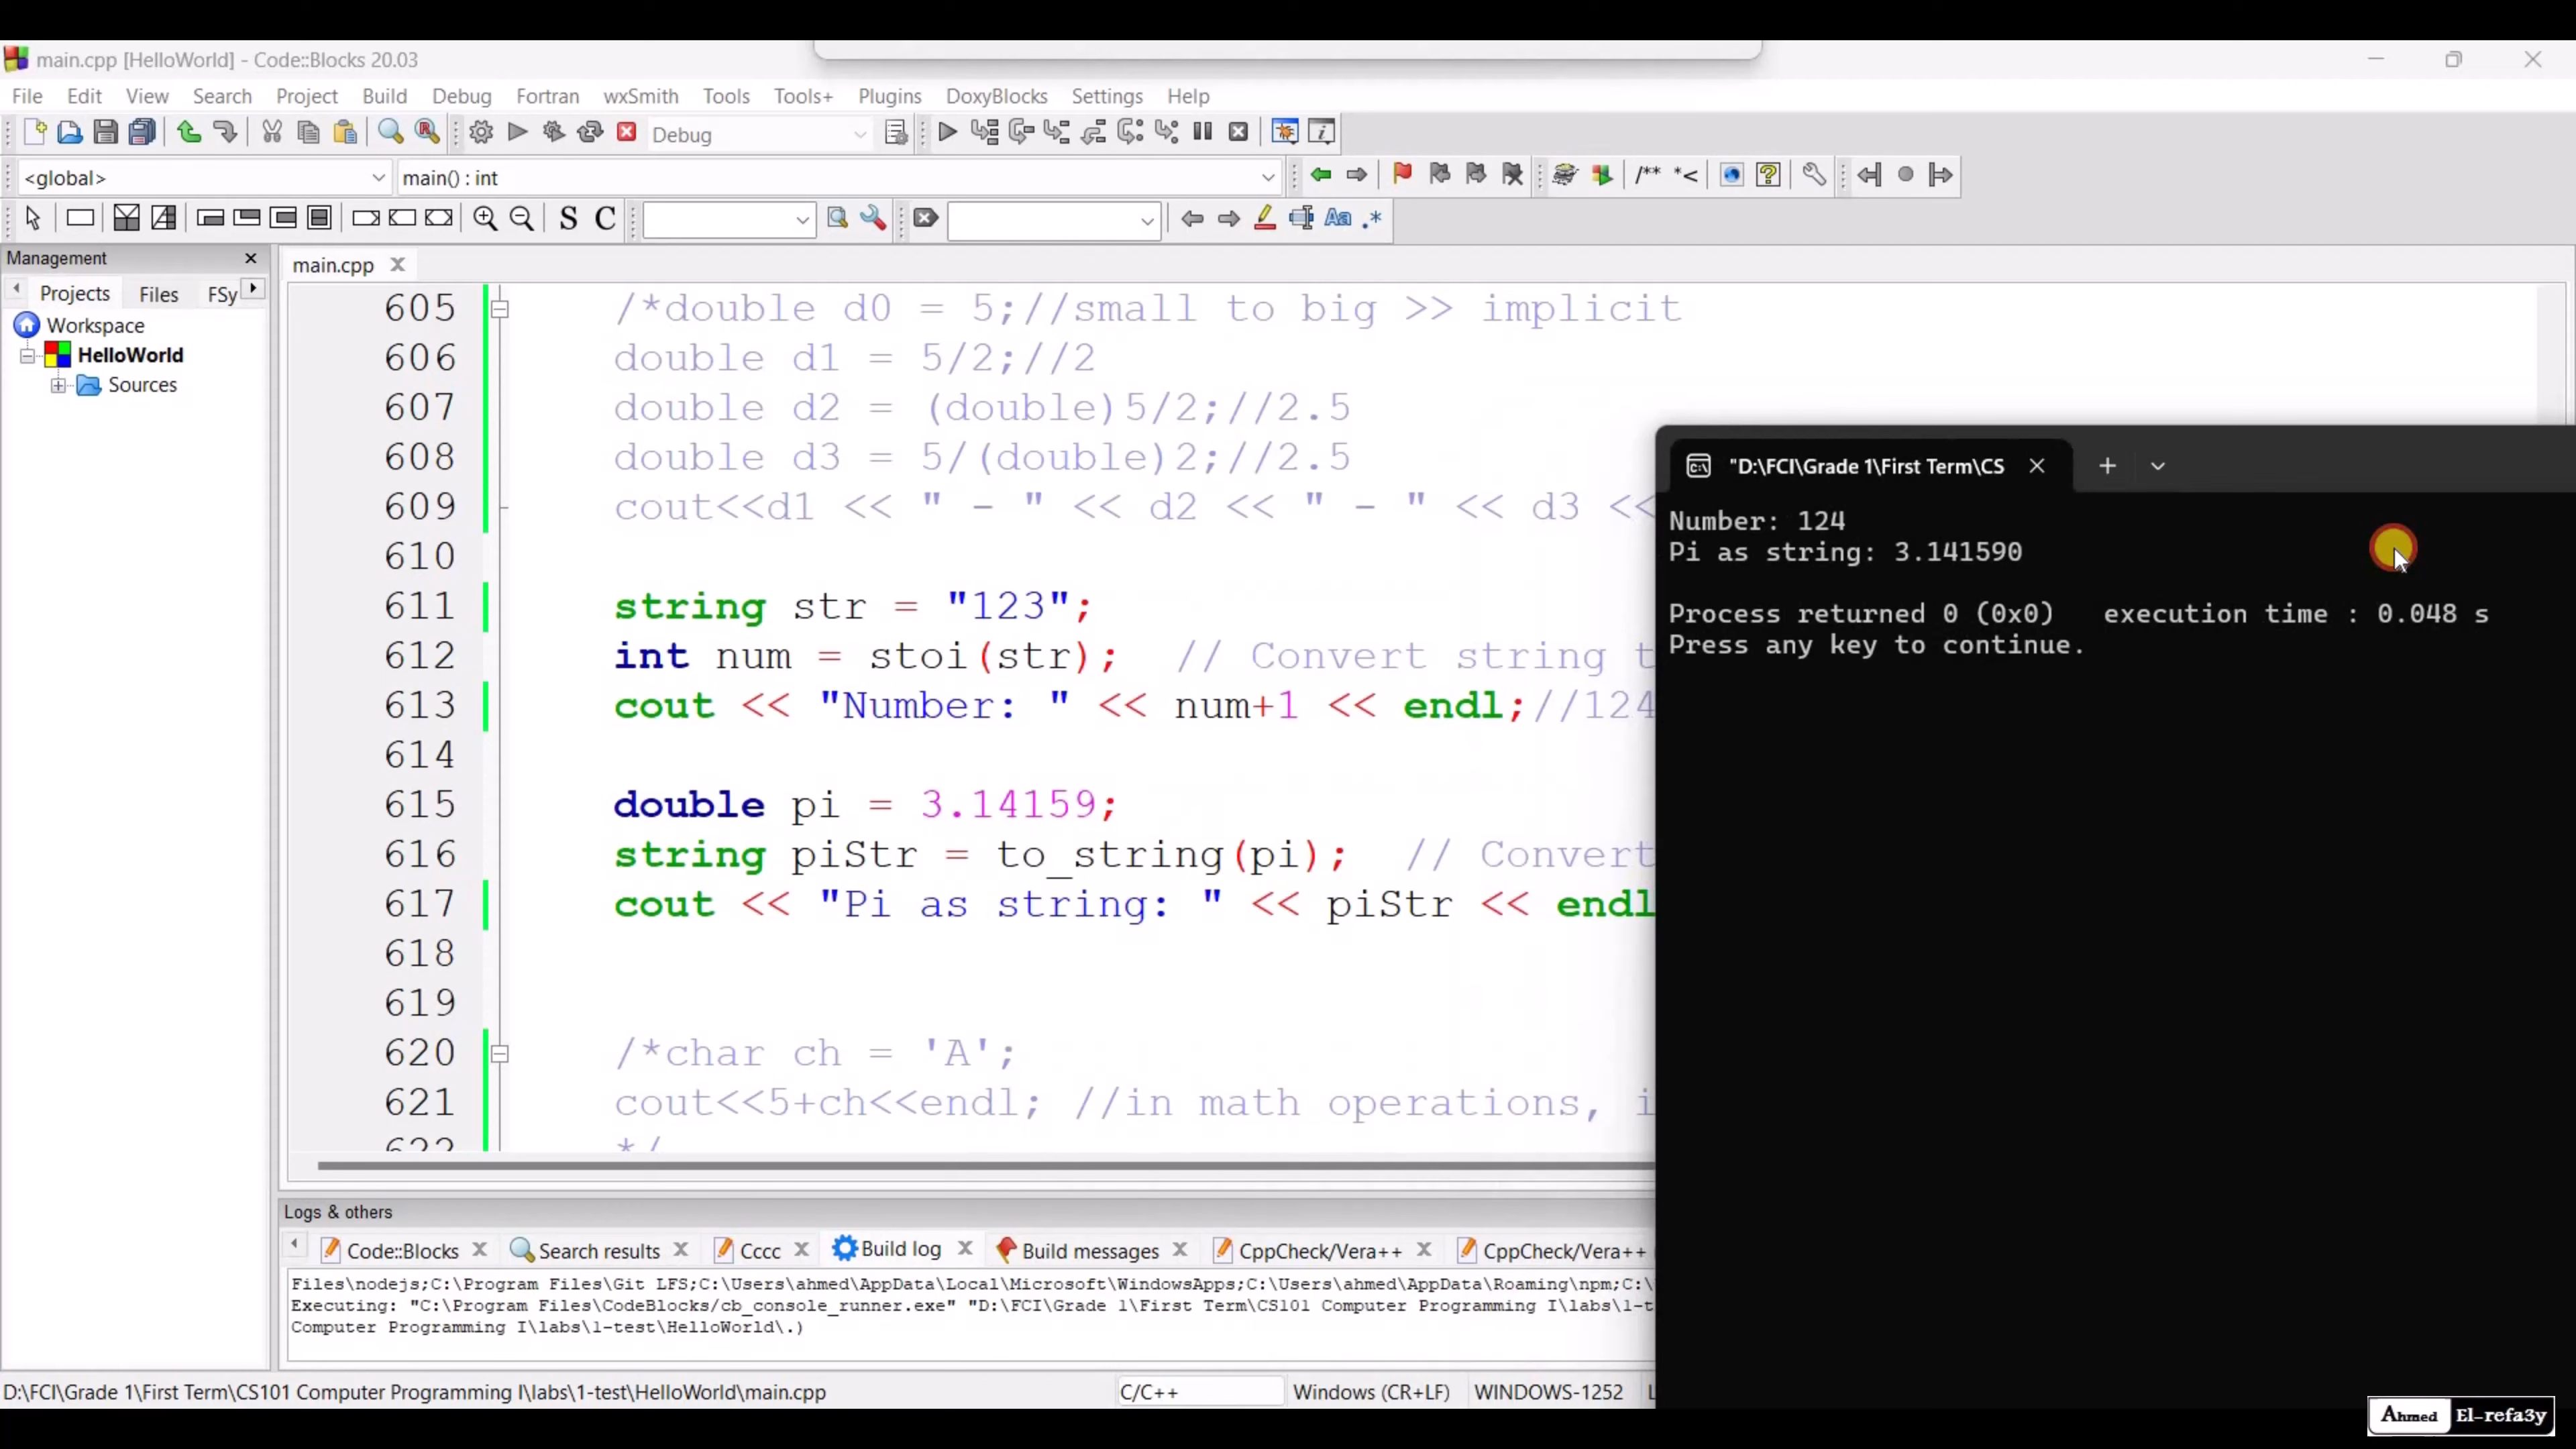 main.cpp [HelloWorld] - Code::Blocks 20.03
File Edit View Search Project Build Debug Fortran wxSmith Tools Tools+ Plugins DoxyBlocks Settings Help
Debug
<global> main() : int
/** *<
S C
Aa .*
Management
Projects Files FSy
Workspace
HelloWorld
Sources
main.cpp
605 /*double d0 = 5;//small to big >> implicit
606 double d1 = 5/2;//2
607 double d2 = (double)5/2;//2.5
608 double d3 = 5/(double)2;//2.5
609 cout<<d1 << " - " << d2 << " - " << d3 <<
610
611 string str = "123";
612 int num = stoi(str); // Convert string t
613 cout << "Number: " << num+1 << endl;//124
614
615 double pi = 3.14159;
616 string piStr = to_string(pi); // Convert
617 cout << "Pi as string: " << piStr << endl
618
619
620 /*char ch = 'A';
621 cout<<5+ch<<endl; //in math operations, i
622 */
"D:\FCI\Grade 1\First Term\CS
Number: 124
Pi as string: 3.141590
Process returned 0 (0x0) execution time : 0.048 s
Press any key to continue.
Logs & others
Code::Blocks Search results Cccc Build log Build messages CppCheck/Vera++ CppCheck/Vera++
Files\nodejs;C:\Program Files\Git LFS;C:\Users\ahmed\AppData\Local\Microsoft\WindowsApps;C:\Users\ahmed\AppData\Roaming\npm;C:\
Executing: "C:\Program Files\CodeBlocks/cb_console_runner.exe" "D:\FCI\Grade 1\First Term\CS101 Computer Programming I\labs\1-t
Computer Programming I\labs\1-test\HelloWorld\.)
D:\FCI\Grade 1\First Term\CS101 Computer Programming I\labs\1-test\HelloWorld\main.cpp C/C++ Windows (CR+LF) WINDOWS-1252
Ahmed El-refa3y